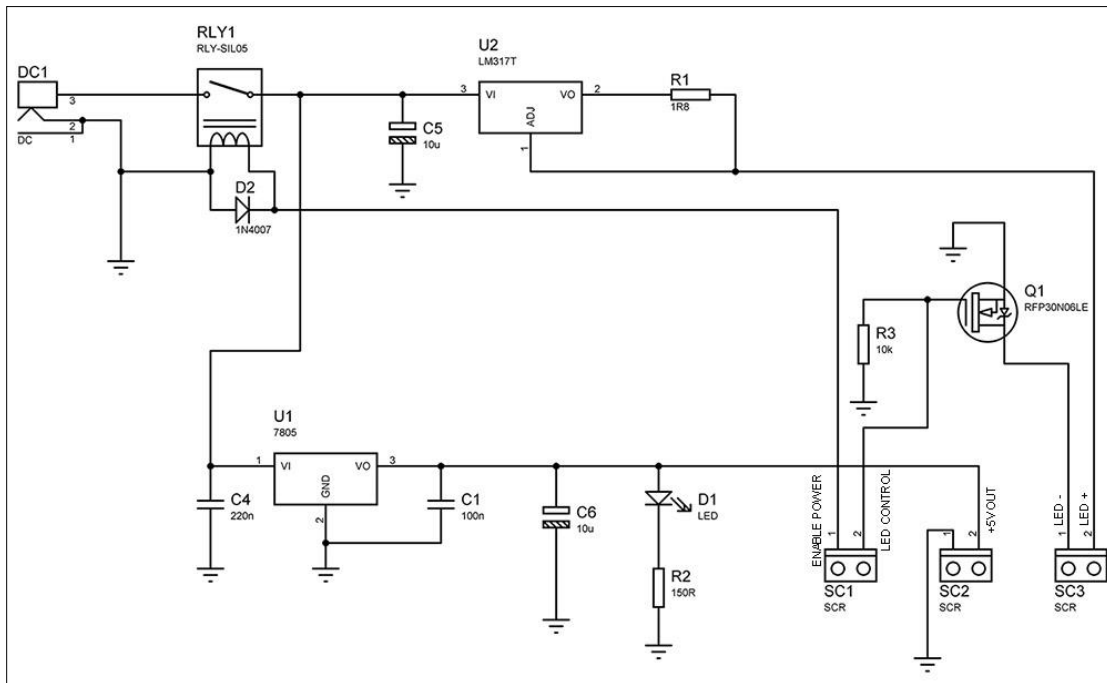 RLY1
RLY-SIL05
DC1
3
2
1
DC
U2
LM317T
3
VI
VO
2
ADJ
1
R1
1R8
C5
10u
D2
1N4007
Q1
RFP30N06LE
R3
10k
U1
7805
1
VI
VO
3
GND
2
C4
220n
C1
100n
C6
10u
D1
LED
R2
150R
ENABLE POWER
1
2
LED CONTROL
SC1
SCR
1
2
+5V OUT
SC2
SCR
LED -
1
2
LED +
SC3
SCR